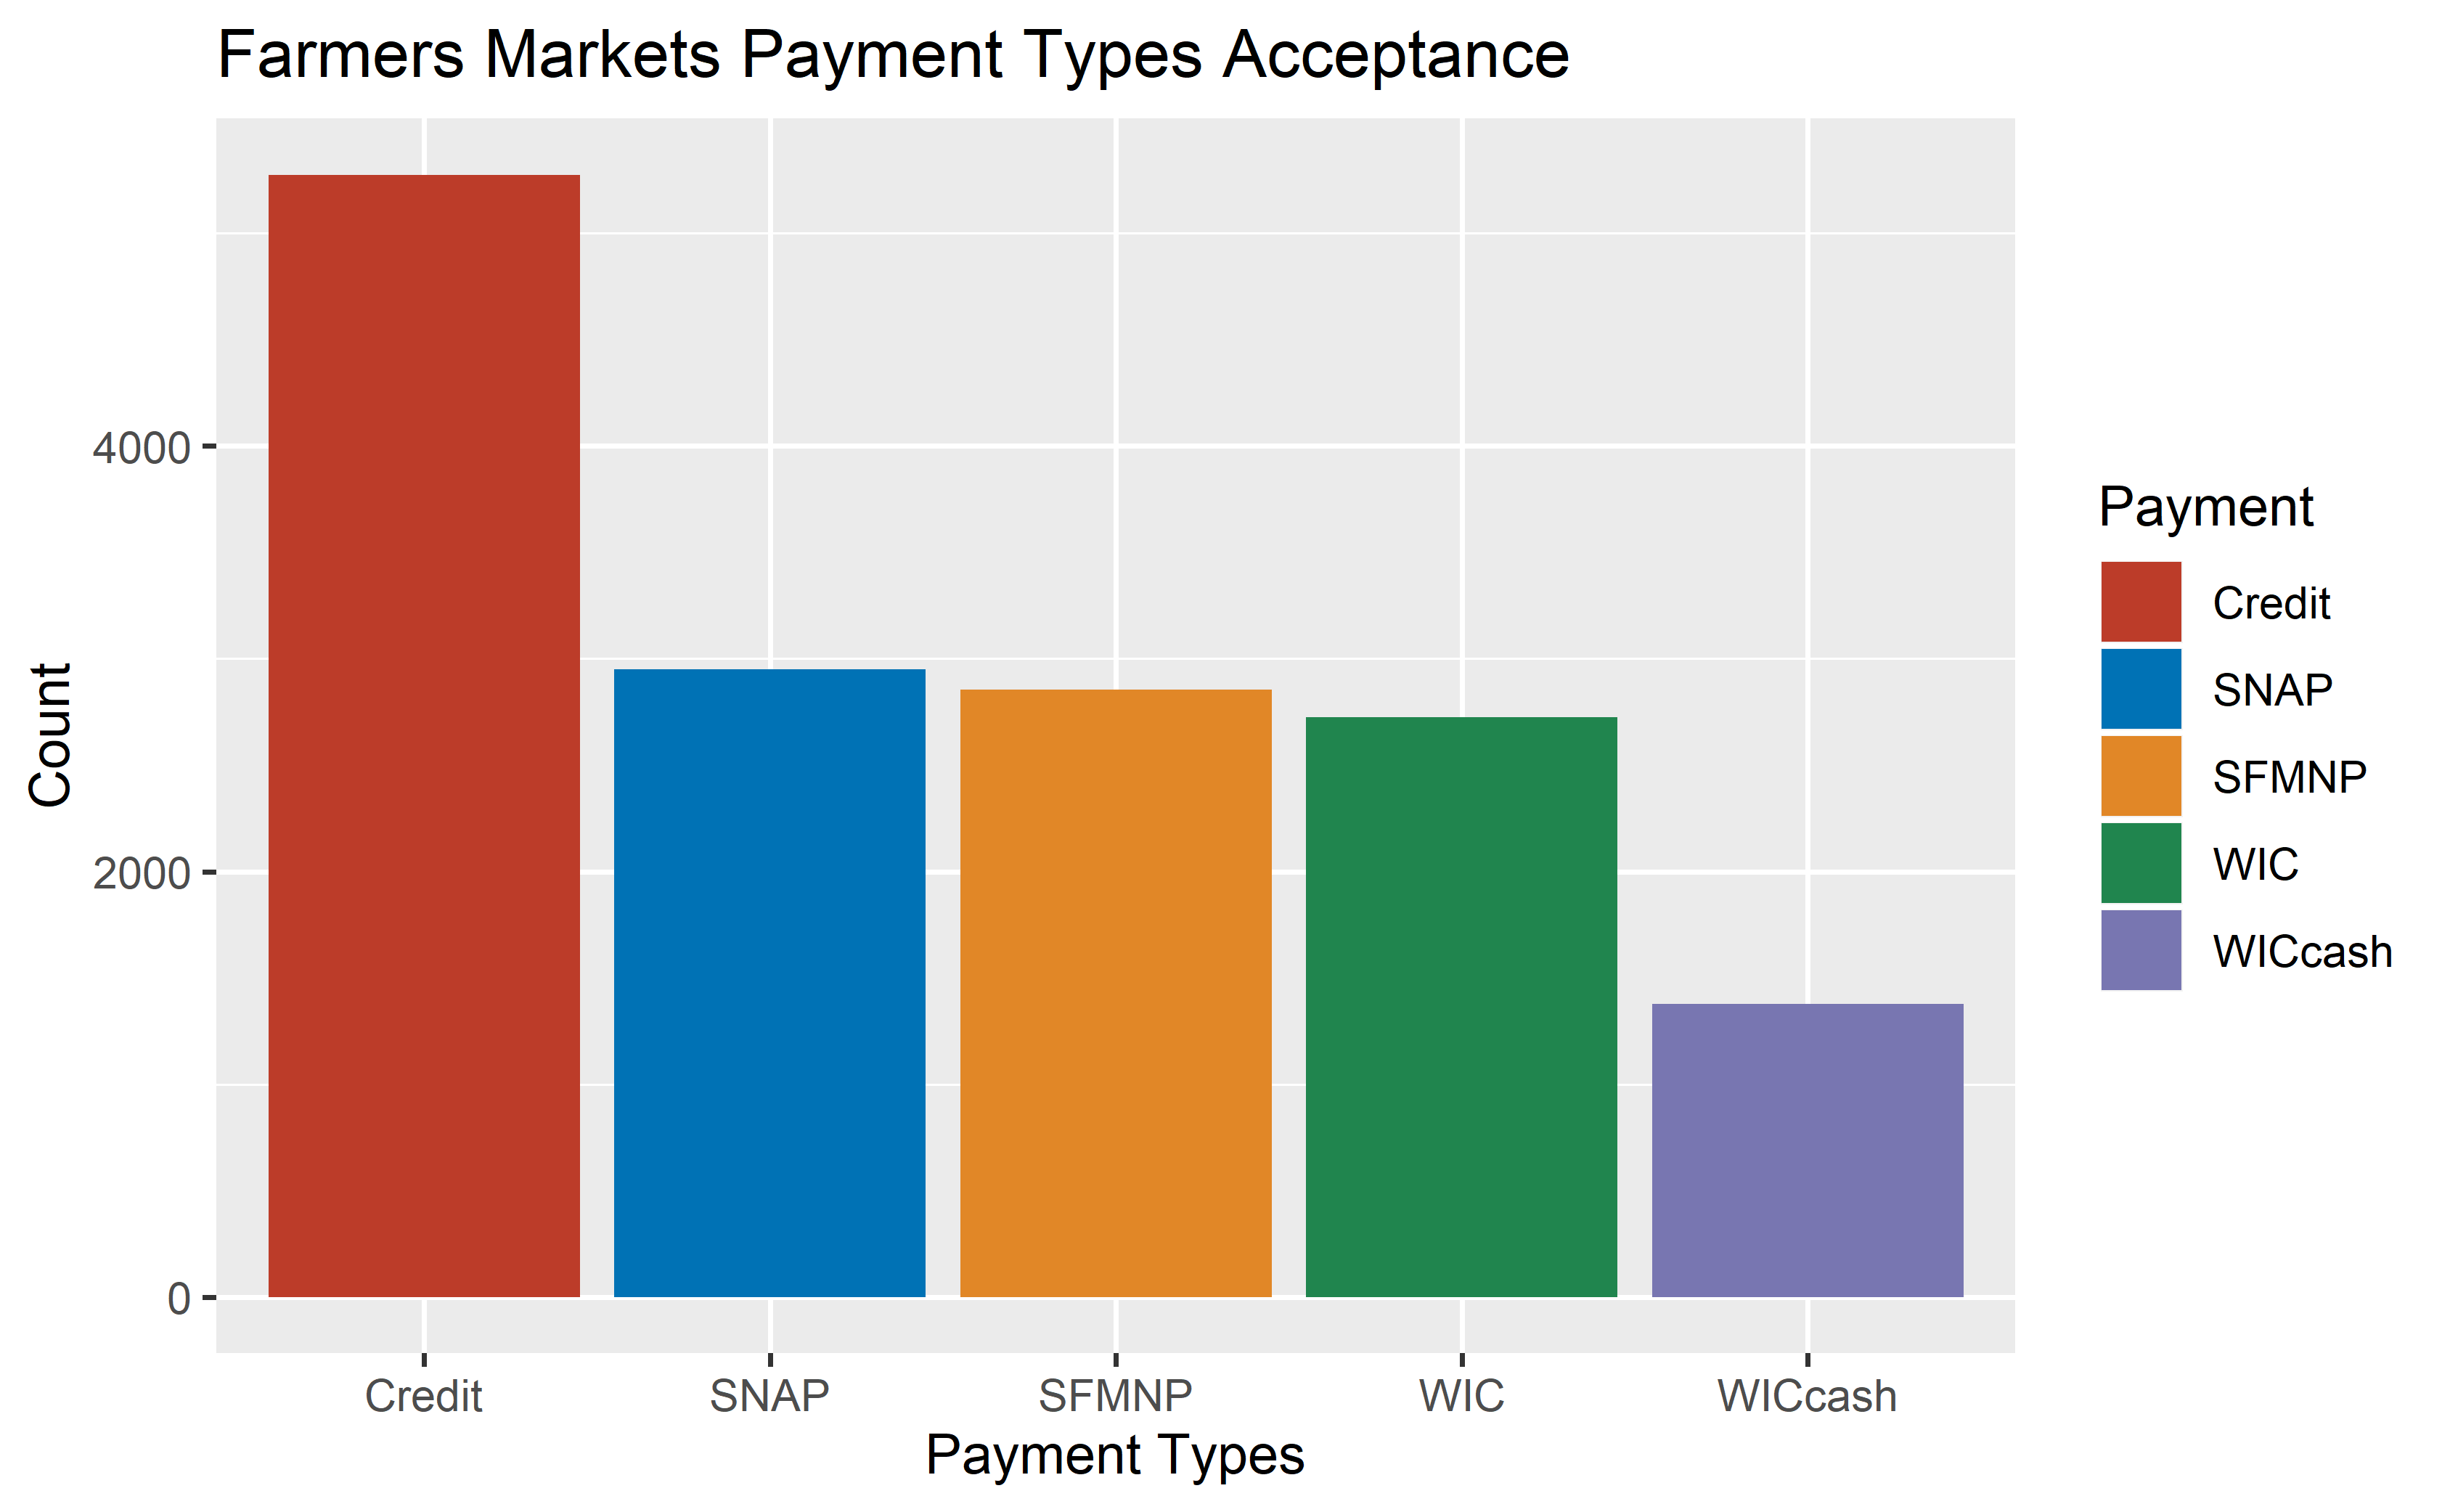 Farmers Markets Payment Types Acceptance
Count
4000
2000
0
Credit SNAP SFMNP WIC WICcash
Payment Types
Payment
Credit
SNAP
SFMNP
WIC
WICcash